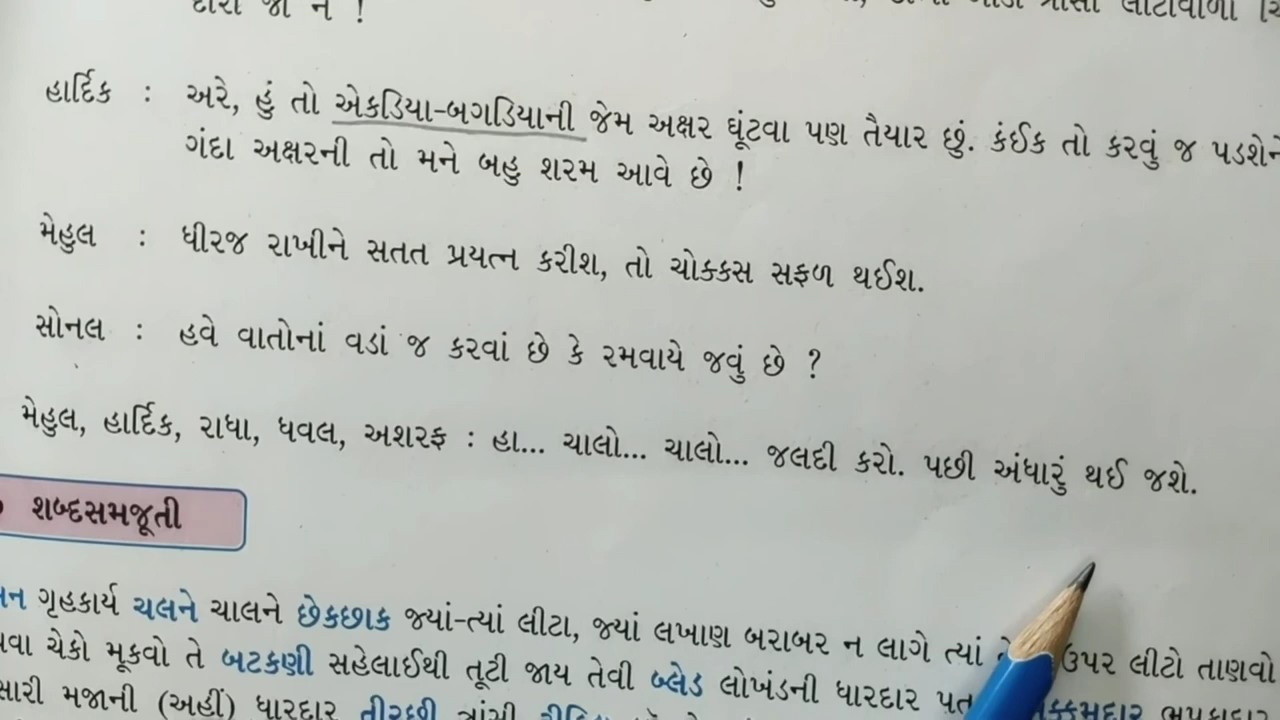 જા ને !
લીટાવાળા
હાર્દિક : અરે, હું તો એકડિયા-બગડિયાની જેમ અક્ષર ઘૂંટવા પણ તૈયાર છું. કંઈક તો કરવું જ પડશેને
ગંદા અક્ષરની તો મને બહુ શરમ આવે છે !
મેહુલ : ધીરજ રાખીને સતત પ્રયત્ન કરીશ, તો ચોક્કસ સફળ થઈશ.
સોનલ : હવે વાતોનાં વડાં જ કરવાં છે કે રમવાયે જવું છે ?
મેહુલ, હાર્દિક, રાધા, ધવલ, અશરફ : હા... ચાલો... ચાલો... જલદી કરો. પછી અંધારું થઈ જશે.
શબ્દસમજૂતી
ગૃહકાર્ય ચલને ચાલને છેકછાક જ્યાં-ત્યાં લીટા, જ્યાં લખાણ બરાબર ન લાગે ત્યાં ઉપર લીટો તાણવો
ચેકો મૂકવો તે બટકણી સહેલાઈથી તૂટી જાય તેવી બ્લેડ લોખંડની ધારદાર
સારી મજાની (અહીં) ધારદાર તીરછી ત્રાંસી